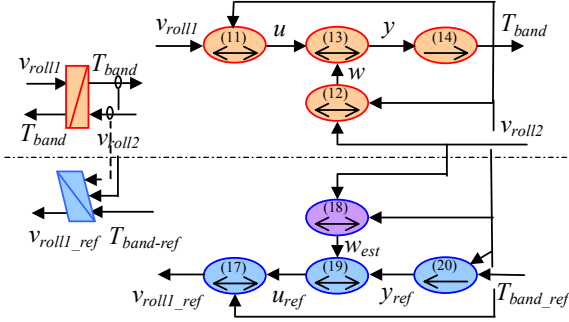 v_roll1 (11) u (13) y (14) T_band
w
v_roll1 T_band
(12)
T_band v_roll2
v_roll2
(18)
w_est
v_roll1_ref T_band-ref
(17) (19) (20)
v_roll1_ref u_ref y_ref T_band_ref